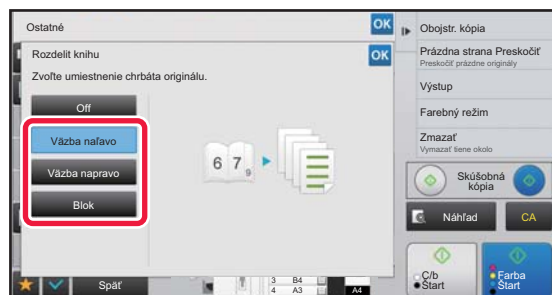 Ostatné
OK
Rozdelit knihu
OK
Zvoľte umiestnenie chrbáta originálu.
Off
Väzba naľavo
Väzba napravo
Blok
6 7 9
Späť
3 B4
4 A3
A4
Obojstr. kópia
Prázdna strana Preskočiť
Preskočiť prázdne originály
Výstup
Farebný režim
Zmazať
Vymazať tiene okolo
Skúšobná
kópia
Náhľad
CA
Č/b
Štart
Farba
Štart